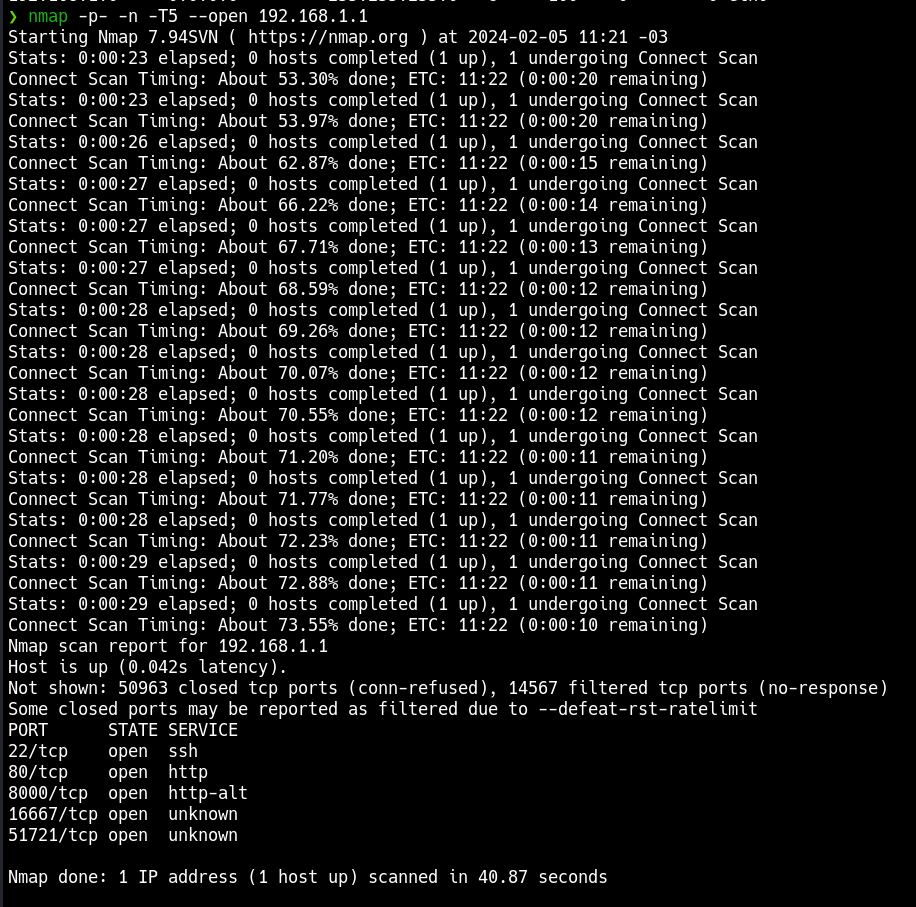 ❯ nmap -p- -n -T5 --open 192.168.1.1
Starting Nmap 7.94SVN ( https://nmap.org ) at 2024-02-05 11:21 -03
Stats: 0:00:23 elapsed; 0 hosts completed (1 up), 1 undergoing Connect Scan
Connect Scan Timing: About 53.30% done; ETC: 11:22 (0:00:20 remaining)
Stats: 0:00:23 elapsed; 0 hosts completed (1 up), 1 undergoing Connect Scan
Connect Scan Timing: About 53.97% done; ETC: 11:22 (0:00:20 remaining)
Stats: 0:00:26 elapsed; 0 hosts completed (1 up), 1 undergoing Connect Scan
Connect Scan Timing: About 62.87% done; ETC: 11:22 (0:00:15 remaining)
Stats: 0:00:27 elapsed; 0 hosts completed (1 up), 1 undergoing Connect Scan
Connect Scan Timing: About 66.22% done; ETC: 11:22 (0:00:14 remaining)
Stats: 0:00:27 elapsed; 0 hosts completed (1 up), 1 undergoing Connect Scan
Connect Scan Timing: About 67.71% done; ETC: 11:22 (0:00:13 remaining)
Stats: 0:00:27 elapsed; 0 hosts completed (1 up), 1 undergoing Connect Scan
Connect Scan Timing: About 68.59% done; ETC: 11:22 (0:00:12 remaining)
Stats: 0:00:28 elapsed; 0 hosts completed (1 up), 1 undergoing Connect Scan
Connect Scan Timing: About 69.26% done; ETC: 11:22 (0:00:12 remaining)
Stats: 0:00:28 elapsed; 0 hosts completed (1 up), 1 undergoing Connect Scan
Connect Scan Timing: About 70.07% done; ETC: 11:22 (0:00:12 remaining)
Stats: 0:00:28 elapsed; 0 hosts completed (1 up), 1 undergoing Connect Scan
Connect Scan Timing: About 70.55% done; ETC: 11:22 (0:00:12 remaining)
Stats: 0:00:28 elapsed; 0 hosts completed (1 up), 1 undergoing Connect Scan
Connect Scan Timing: About 71.20% done; ETC: 11:22 (0:00:11 remaining)
Stats: 0:00:28 elapsed; 0 hosts completed (1 up), 1 undergoing Connect Scan
Connect Scan Timing: About 71.77% done; ETC: 11:22 (0:00:11 remaining)
Stats: 0:00:28 elapsed; 0 hosts completed (1 up), 1 undergoing Connect Scan
Connect Scan Timing: About 72.23% done; ETC: 11:22 (0:00:11 remaining)
Stats: 0:00:29 elapsed; 0 hosts completed (1 up), 1 undergoing Connect Scan
Connect Scan Timing: About 72.88% done; ETC: 11:22 (0:00:11 remaining)
Stats: 0:00:29 elapsed; 0 hosts completed (1 up), 1 undergoing Connect Scan
Connect Scan Timing: About 73.55% done; ETC: 11:22 (0:00:10 remaining)
Nmap scan report for 192.168.1.1
Host is up (0.042s latency).
Not shown: 50963 closed tcp ports (conn-refused), 14567 filtered tcp ports (no-response)
Some closed ports may be reported as filtered due to --defeat-rst-ratelimit
PORT      STATE SERVICE
22/tcp    open  ssh
80/tcp    open  http
8000/tcp  open  http-alt
16667/tcp open  unknown
51721/tcp open  unknown
Nmap done: 1 IP address (1 host up) scanned in 40.87 seconds